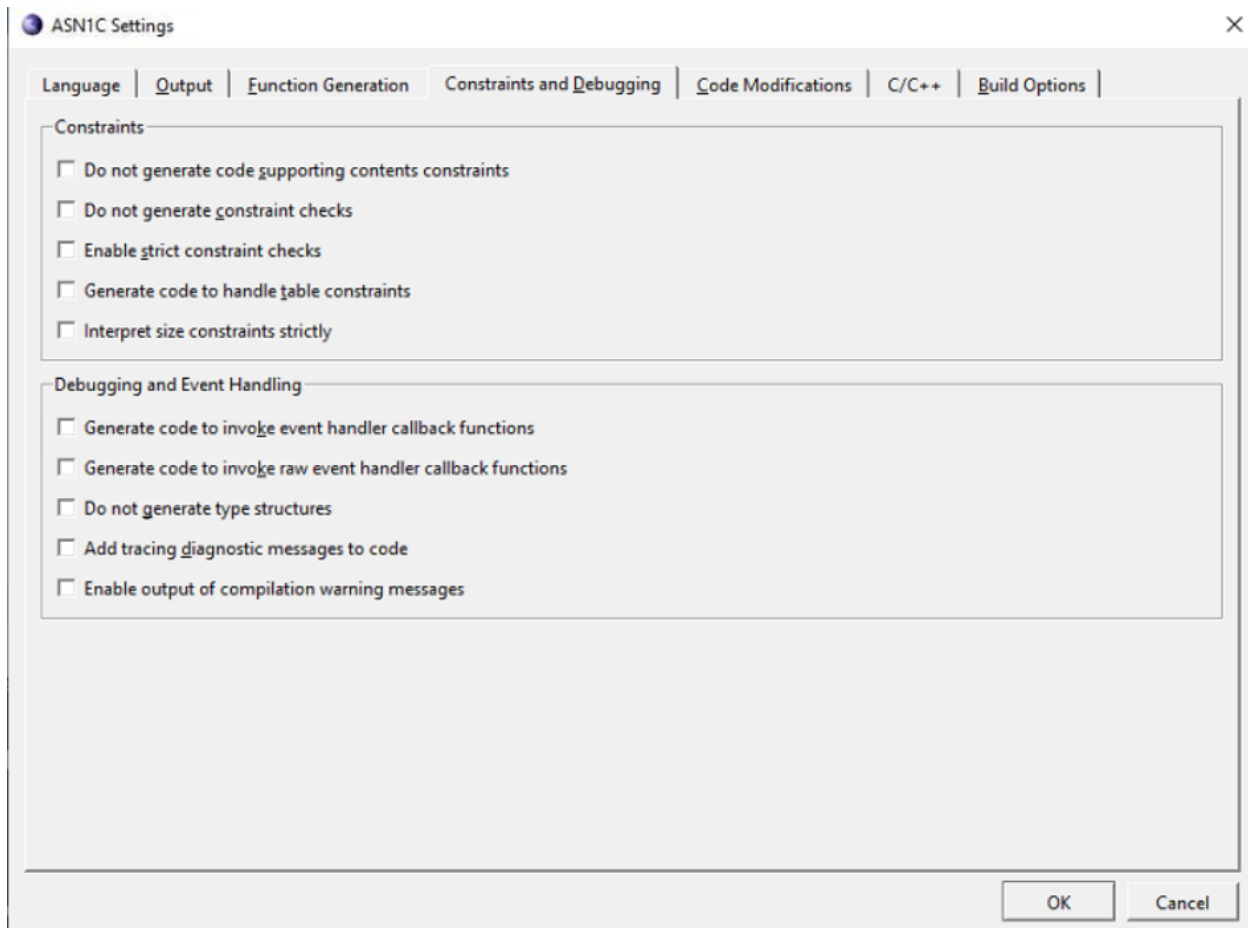 ASN1C Settings
Language Output Function Generation Constraints and Debugging Code Modifications C/C++ Build Options
Constraints
Do not generate code supporting contents constraints
Do not generate constraint checks
Enable strict constraint checks
Generate code to handle table constraints
Interpret size constraints strictly
Debugging and Event Handling
Generate code to invoke event handler callback functions
Generate code to invoke raw event handler callback functions
Do not generate type structures
Add tracing diagnostic messages to code
Enable output of compilation warning messages
OK Cancel